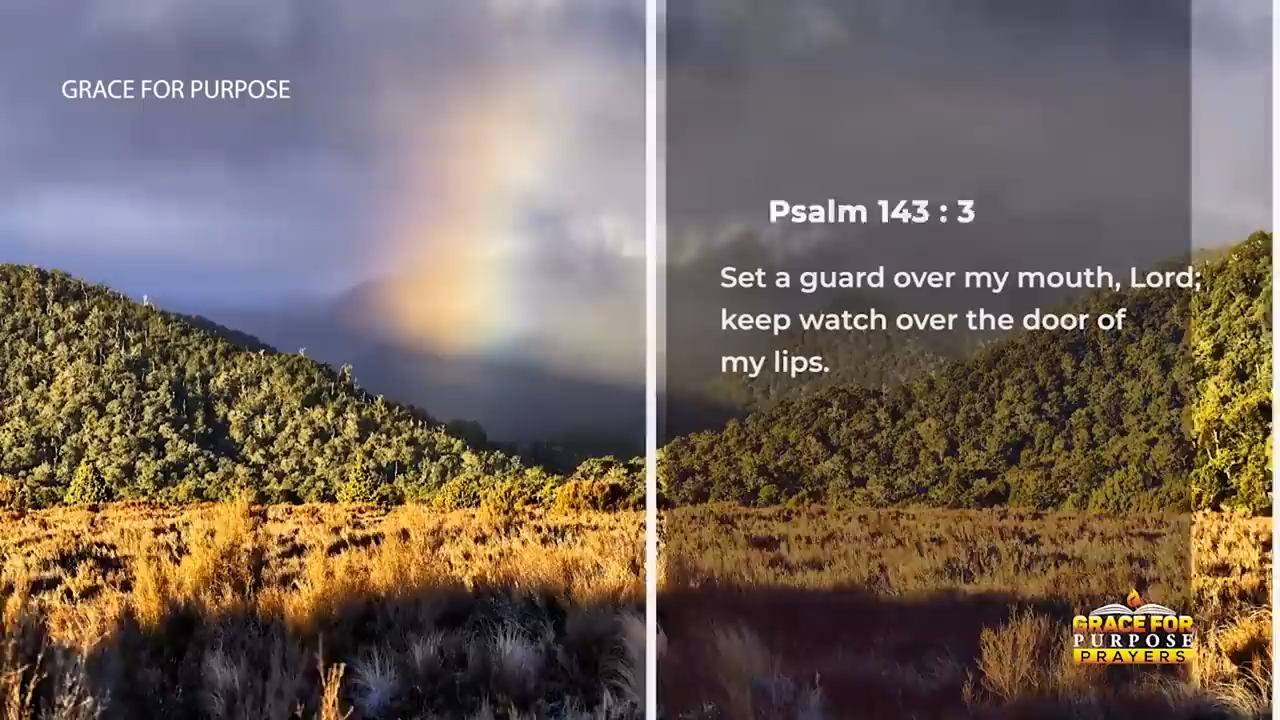 GRACE FOR PURPOSE
Psalm 143 : 3
Set a guard over my mouth, Lord;
keep watch over the door of
my lips.
GRACE FOR
PURPOSE
PRAYERS